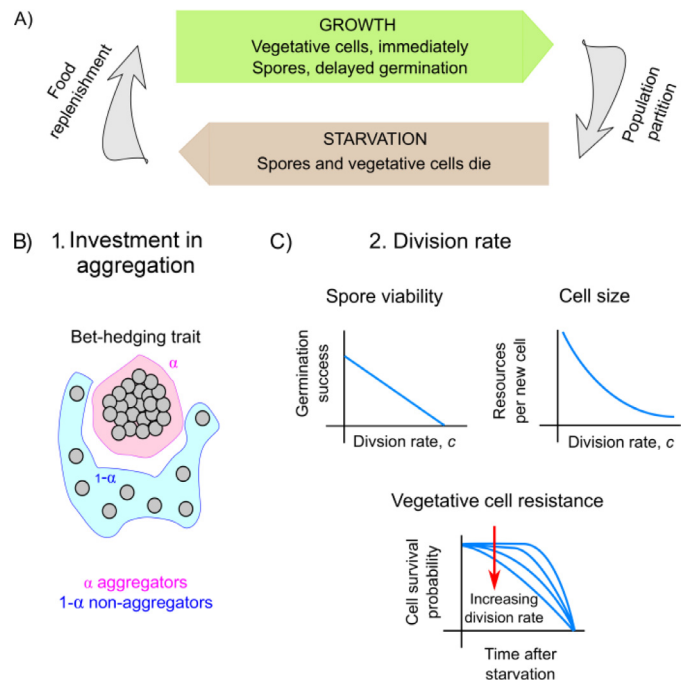 A)
GROWTH
Vegetative cells, immediately
Spores, delayed germination
Food
replenishment
Population
partition
STARVATION
Spores and vegetative cells die
B)
1. Investment in
aggregation
Bet-hedging trait
α
1-α
α aggregators
1-α non-aggregators
C)
2. Division rate
Spore viability
Germination
success
Divsion rate, c
Cell size
Resources
per new cell
Division rate, c
Vegetative cell resistance
Cell survival
probability
Increasing
division rate
Time after
starvation